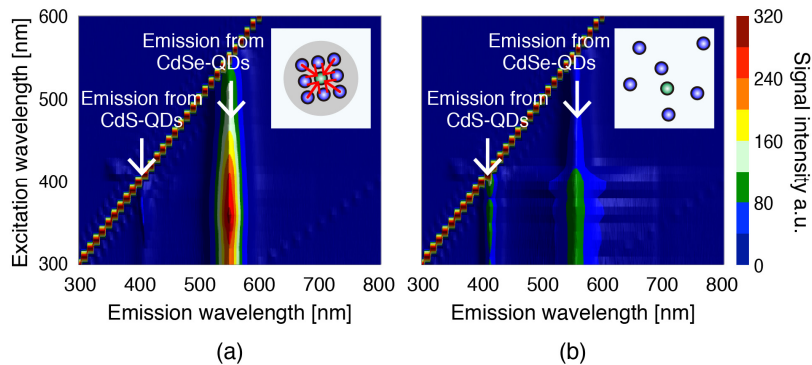 600
500
400
300
Excitation wavelength [nm]
Emission from
CdSe-QDs
Emission from
CdS-QDs
300 400 500 600 700 800
Emission wavelength [nm]
(a)
600
500
400
300
Emission from
CdSe-QDs
Emission from
CdS-QDs
300 400 500 600 700 800
Emission wavelength [nm]
(b)
320
240
160
80
0
Signal Intensity a.u.